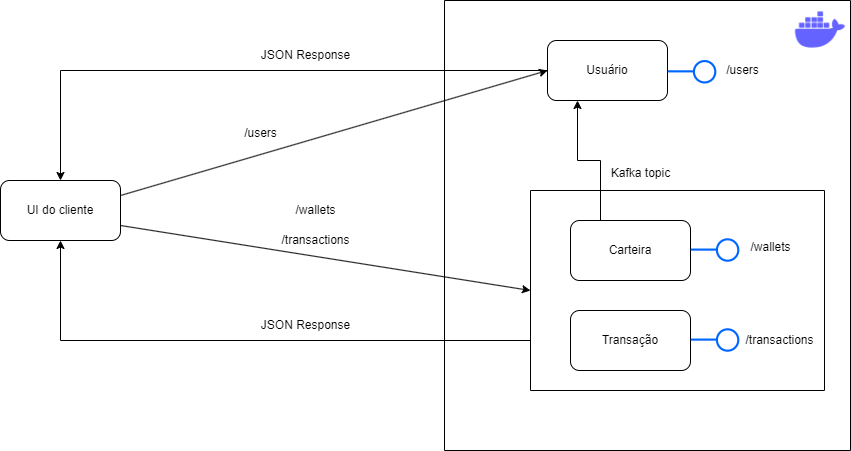 JSON Response
Usuário
/users
/users
Kafka topic
UI do cliente
/wallets
/transactions
Carteira
/wallets
JSON Response
Transação
/transactions